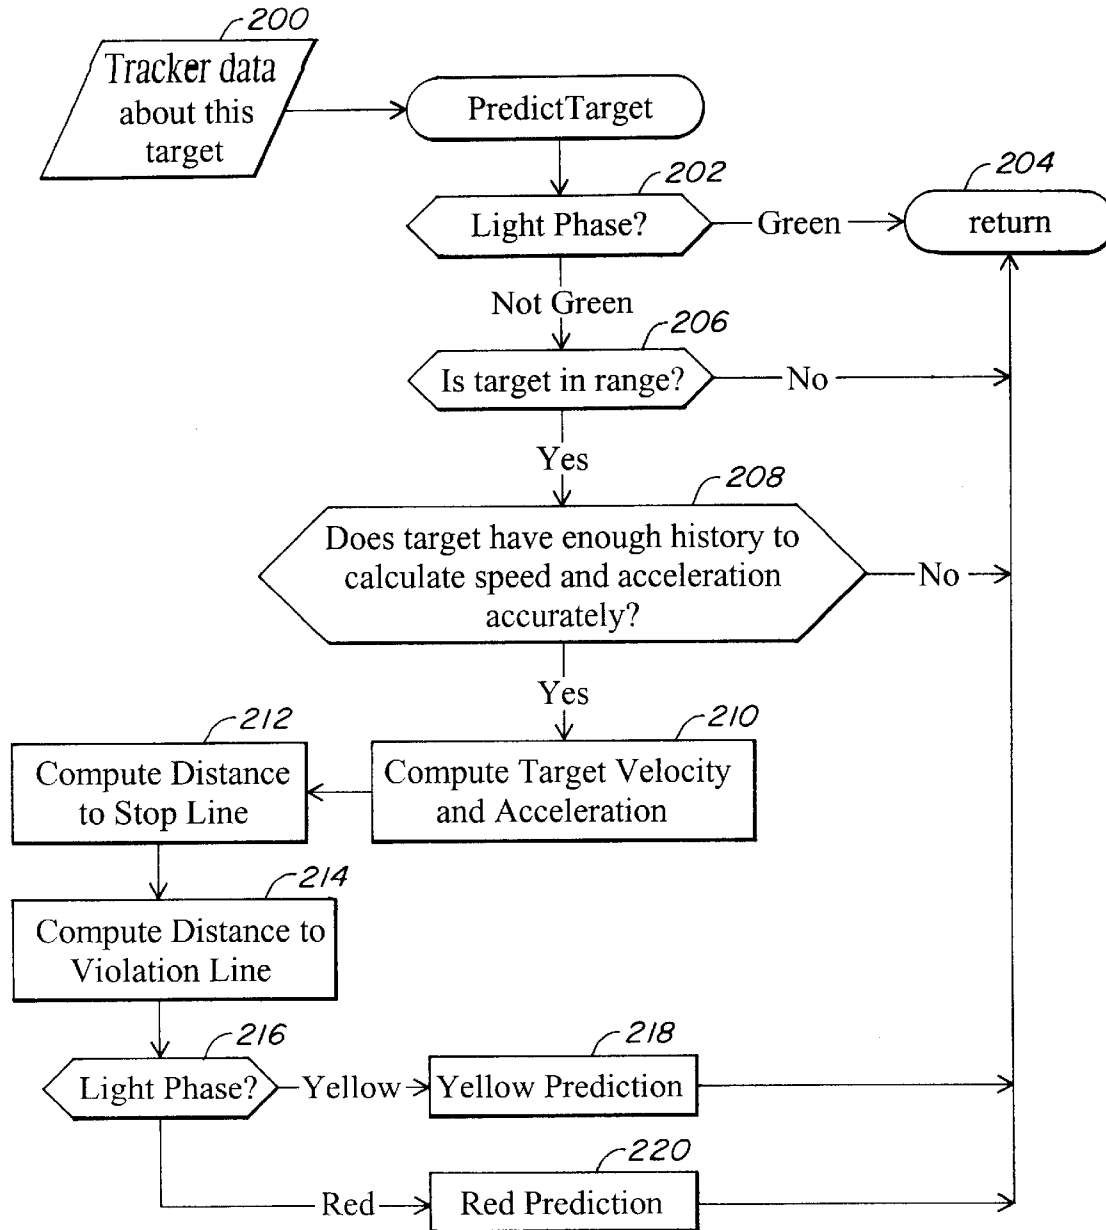 200
Tracker data
about this
target
PredictTarget
202
Light Phase?
Green
204
return
Not Green
206
Is target in range?
No
Yes
208
Does target have enough history to
calculate speed and acceleration
accurately?
No
Yes
210
Compute Target Velocity
and Acceleration
212
Compute Distance
to Stop Line
214
Compute Distance to
Violation Line
216
Light Phase?
Yellow
218
Yellow Prediction
Red
220
Red Prediction